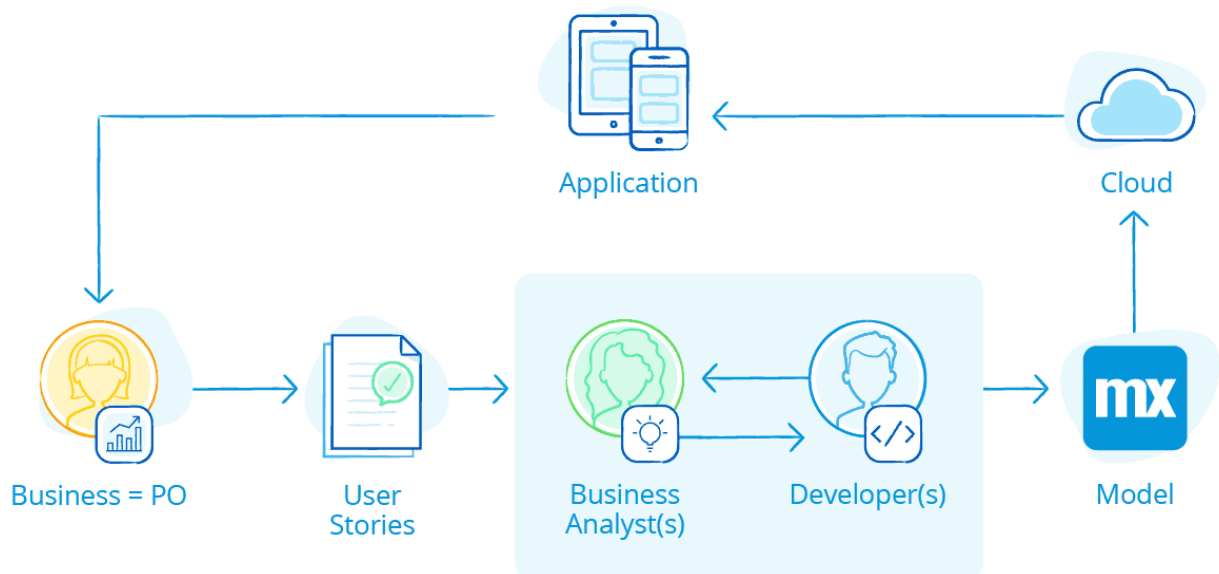 Application
Cloud
mx
</>
Business = PO
User
Stories
Business
Analyst(s)
Developer(s)
Model